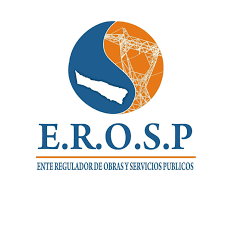 E.R.O.S.P
ENTE REGULADOR DE OBRAS Y SERVICIOS PUBLICOS